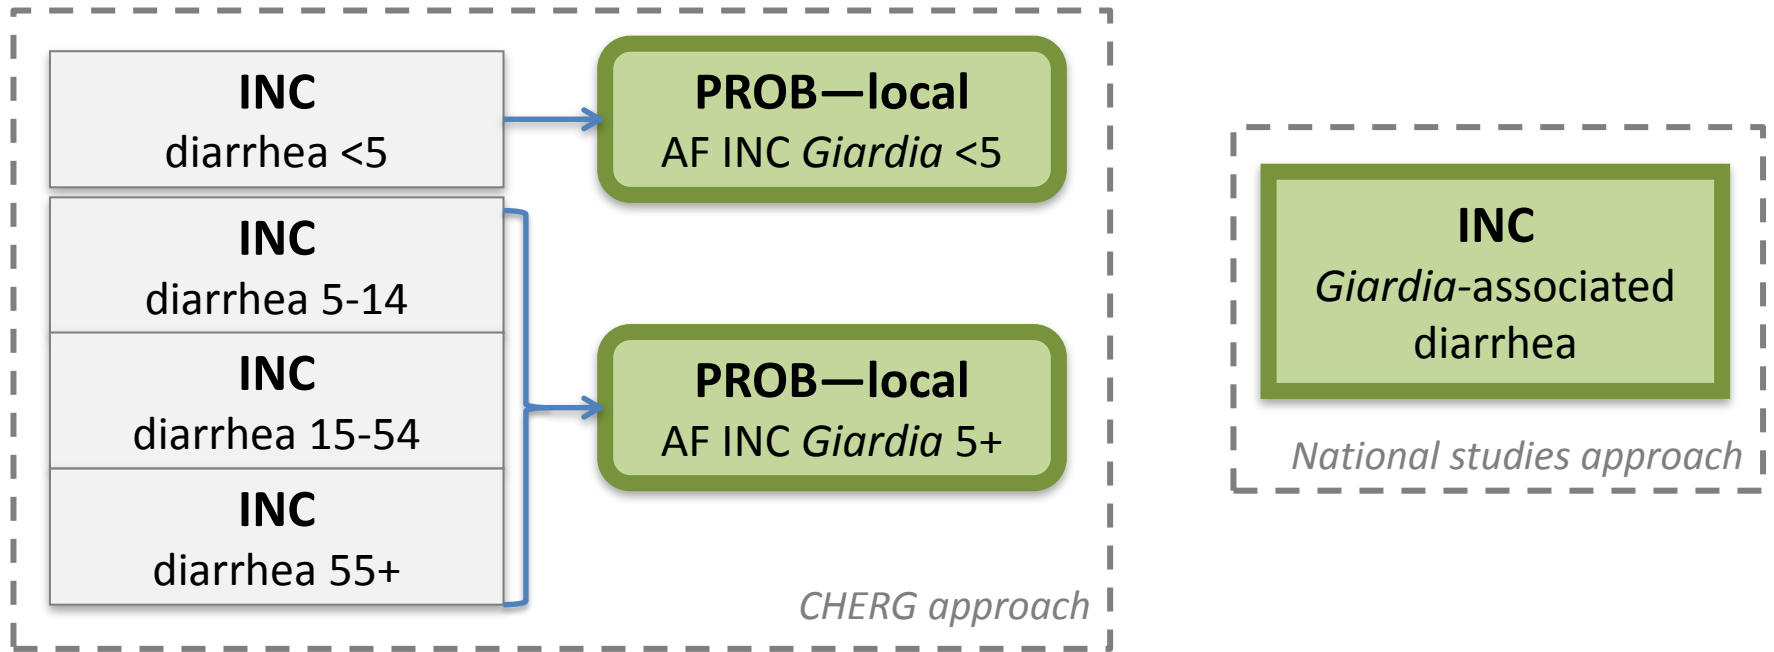 INC
diarrhea <5
PROB—local
AF INC Giardia <5
INC
diarrhea 5-14
INC
diarrhea 15-54
INC
diarrhea 55+
PROB—local
AF INC Giardia 5+
CHERG approach
INC
Giardia-associated
diarrhea
National studies approach